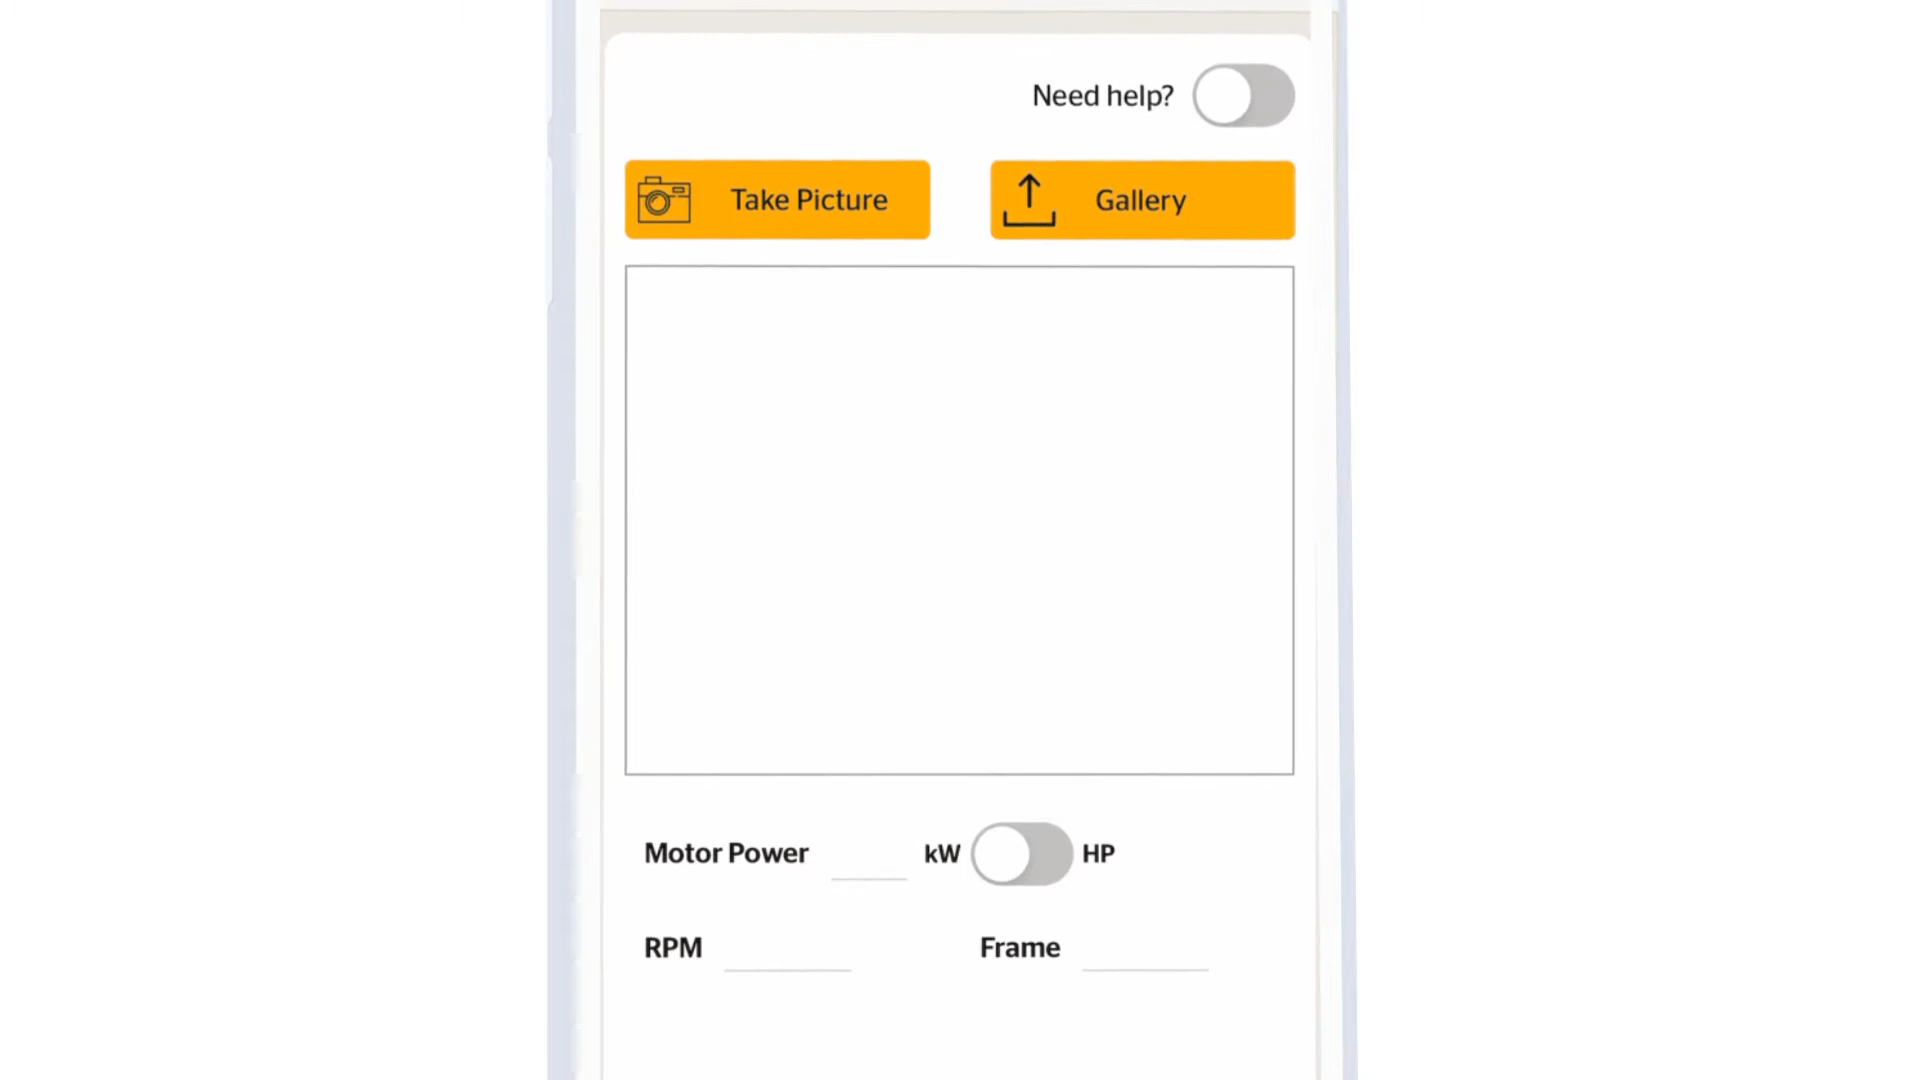 Need help?
Take Picture
Gallery
Motor Power
kW
HP
RPM
Frame